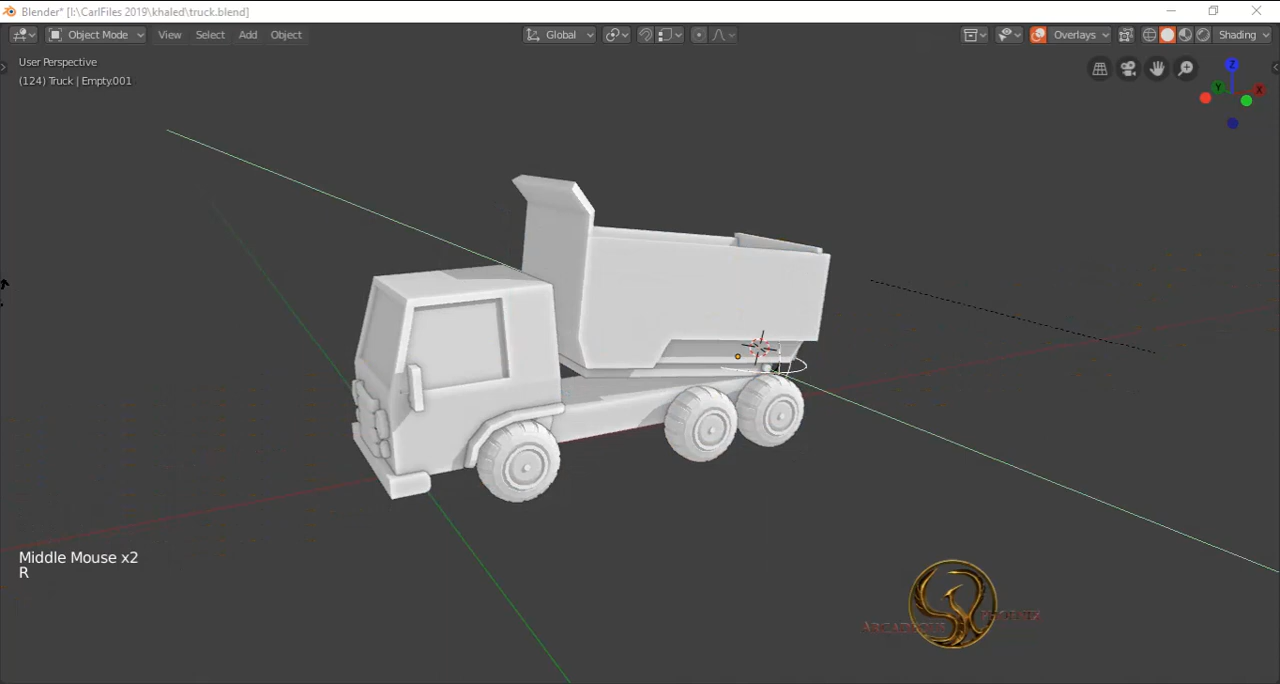 Blender* [I:\CarlFiles 2019\khaled\truck.blend]
Object Mode View Select Add Object Global Overlays Shading
User Perspective
(124) Truck | Empty.001
Z
Y X
Middle Mouse x2
R